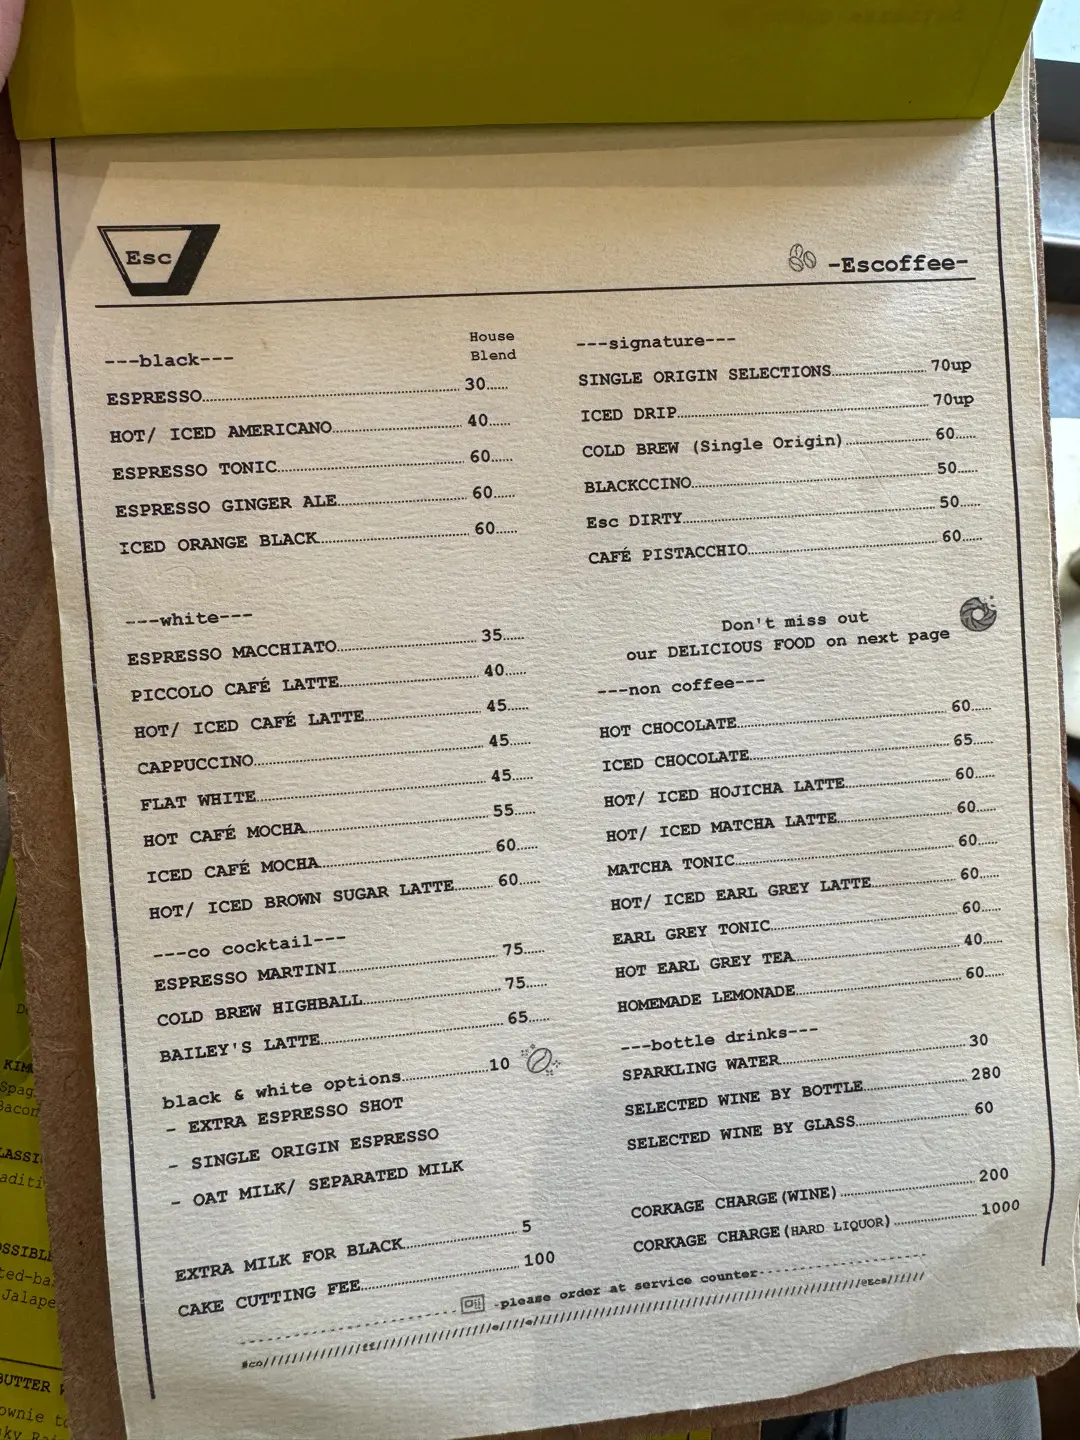 Esc
-Escoffee-
---black---
House
Blend
ESPRESSO 30
HOT/ ICED AMERICANO 40
ESPRESSO TONIC 60
ESPRESSO GINGER ALE 60
ICED ORANGE BLACK 60
---white---
ESPRESSO MACCHIATO 35
PICCOLO CAFÉ LATTE 40
HOT/ ICED CAFÉ LATTE 45
CAPPUCCINO 45
FLAT WHITE 45
HOT CAFÉ MOCHA 55
ICED CAFÉ MOCHA 60
HOT/ ICED BROWN SUGAR LATTE 60
---co cocktail---
ESPRESSO MARTINI 75
COLD BREW HIGHBALL 75
BAILEY'S LATTE 65
black & white options 10
- EXTRA ESPRESSO SHOT
- SINGLE ORIGIN ESPRESSO
- OAT MILK/ SEPARATED MILK
EXTRA MILK FOR BLACK 5
CAKE CUTTING FEE 100
---signature---
SINGLE ORIGIN SELECTIONS 70up
ICED DRIP 70up
COLD BREW (Single Origin) 60
BLACKCCINO 50
Esc DIRTY 50
CAFÉ PISTACCHIO 60
Don't miss out
our DELICIOUS FOOD on next page
---non coffee---
HOT CHOCOLATE 60
ICED CHOCOLATE 65
HOT/ ICED HOJICHA LATTE 60
HOT/ ICED MATCHA LATTE 60
MATCHA TONIC 60
HOT/ ICED EARL GREY LATTE 60
EARL GREY TONIC 60
HOT EARL GREY TEA 40
HOMEMADE LEMONADE 60
---bottle drinks---
SPARKLING WATER 30
SELECTED WINE BY BOTTLE 280
SELECTED WINE BY GLASS 60
CORKAGE CHARGE (WINE) 200
CORKAGE CHARGE (HARD LIQUOR) 1000
-please order at service counter-
BUTTER